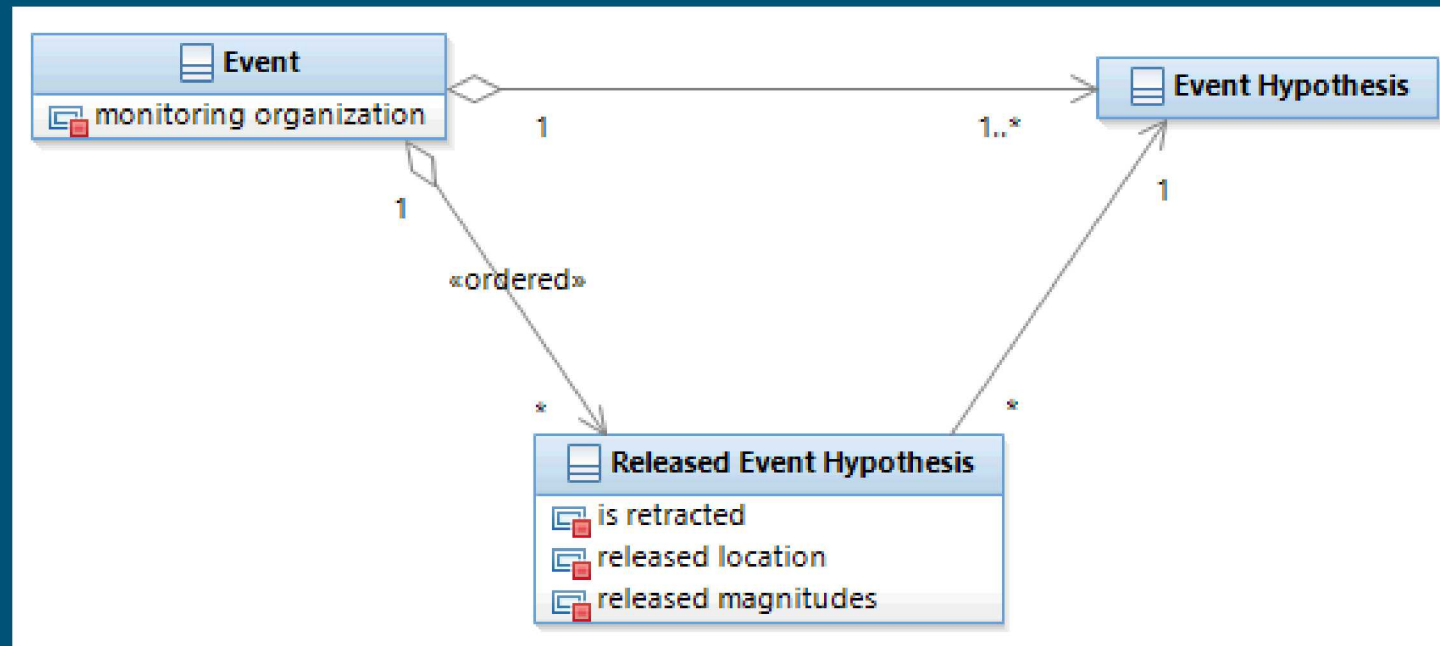 Event
monitoring organization
Event Hypothesis
1
1..*
1
1
«ordered»
*
*
Released Event Hypothesis
is retracted
released location
released magnitudes